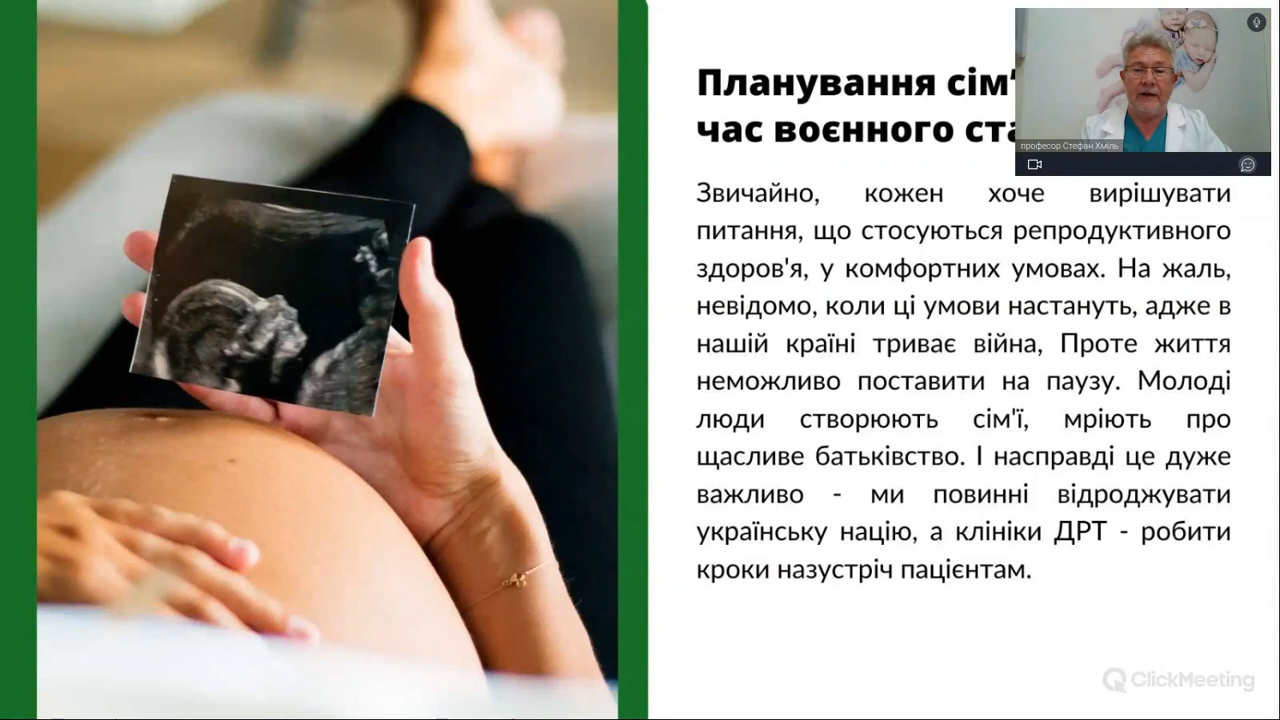 Планування сім'
час воєнного ста
професор Стефан Хміль
Звичайно, кожен хоче вирішувати
питання, що стосуються репродуктивного
здоров'я, у комфортних умовах. На жаль,
невідомо, коли ці умови настануть, адже в
нашій країні триває війна, Проте життя
неможливо поставити на паузу. Молоді
люди створюють сім'ї, мріють про
щасливе батьківство. І насправді це дуже
важливо - ми повинні відроджувати
українську націю, а клініки ДРТ - робити
кроки назустріч пацієнтам.
ClickMeeting